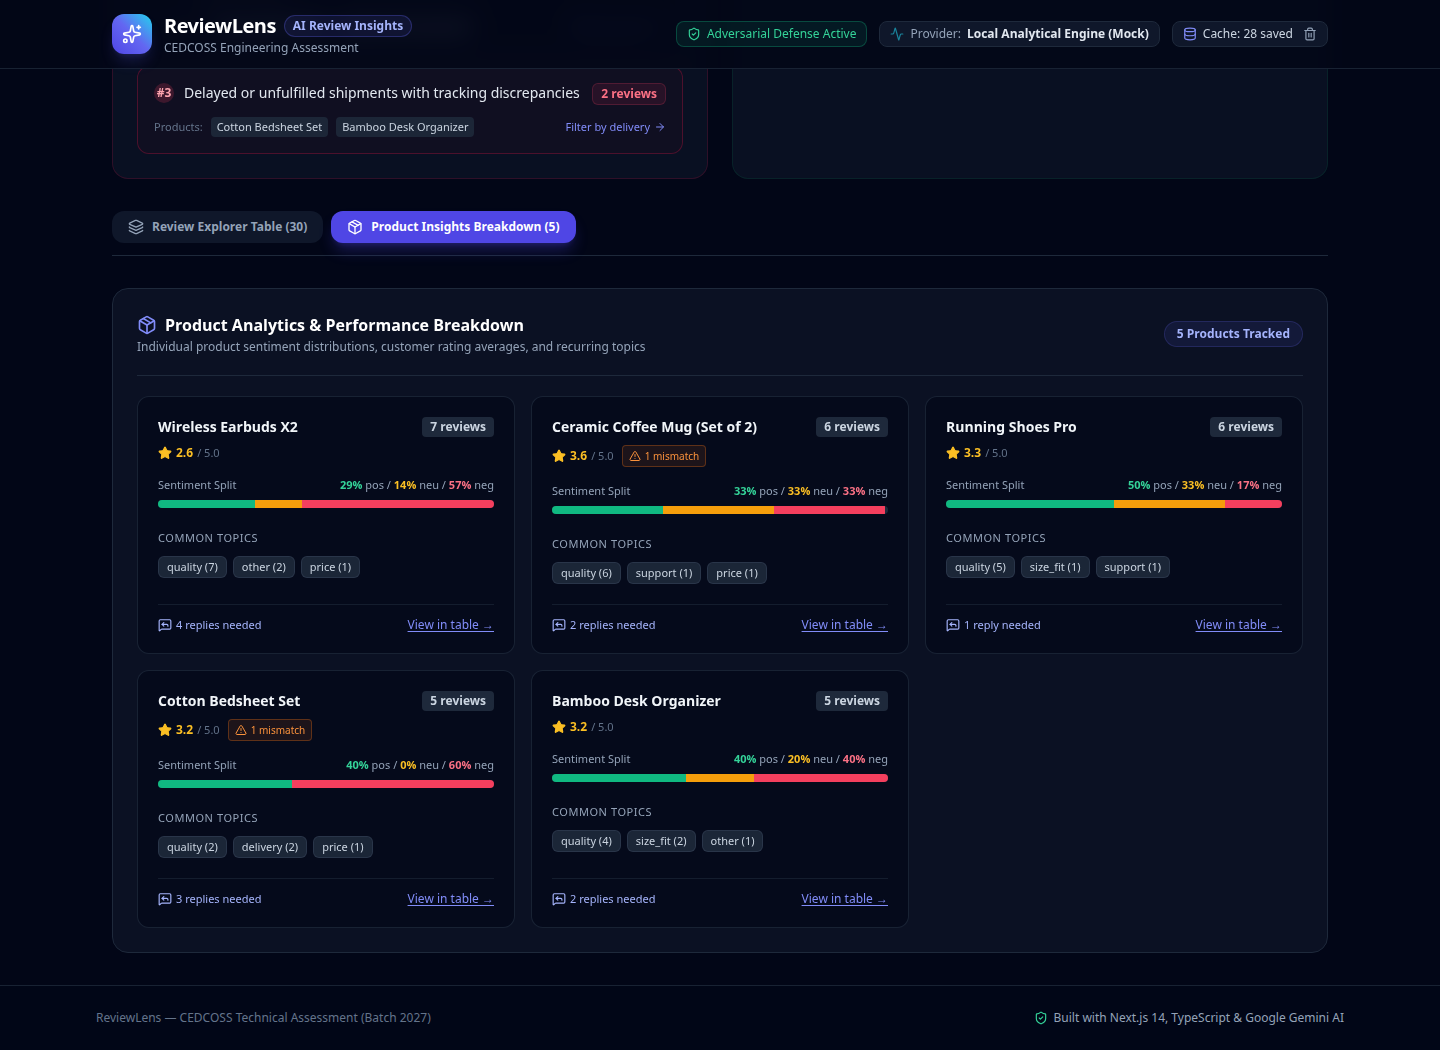 ReviewLens
AI Review Insights
CEDCOSS Engineering Assessment
Adversarial Defense Active
Provider: Local Analytical Engine (Mock)
Cache: 28 saved
#3 Delayed or unfulfilled shipments with tracking discrepancies 2 reviews
Products: Cotton Bedsheet Set Bamboo Desk Organizer Filter by delivery →
Review Explorer Table (30)
Product Insights Breakdown (5)
Product Analytics & Performance Breakdown
Individual product sentiment distributions, customer rating averages, and recurring topics
5 Products Tracked
Wireless Earbuds X2 7 reviews
2.6 / 5.0
Sentiment Split 29% pos / 14% neu / 57% neg
COMMON TOPICS
quality (7) other (2) price (1)
4 replies needed View in table →
Ceramic Coffee Mug (Set of 2) 6 reviews
3.6 / 5.0 1 mismatch
Sentiment Split 33% pos / 33% neu / 33% neg
COMMON TOPICS
quality (6) support (1) price (1)
2 replies needed View in table →
Running Shoes Pro 6 reviews
3.3 / 5.0
Sentiment Split 50% pos / 33% neu / 17% neg
COMMON TOPICS
quality (5) size_fit (1) support (1)
1 reply needed View in table →
Cotton Bedsheet Set 5 reviews
3.2 / 5.0 1 mismatch
Sentiment Split 40% pos / 0% neu / 60% neg
COMMON TOPICS
quality (2) delivery (2) price (1)
3 replies needed View in table →
Bamboo Desk Organizer 5 reviews
3.2 / 5.0
Sentiment Split 40% pos / 20% neu / 40% neg
COMMON TOPICS
quality (4) size_fit (2) other (1)
2 replies needed View in table →
ReviewLens — CEDCOSS Technical Assessment (Batch 2027)
Built with Next.js 14, TypeScript & Google Gemini AI